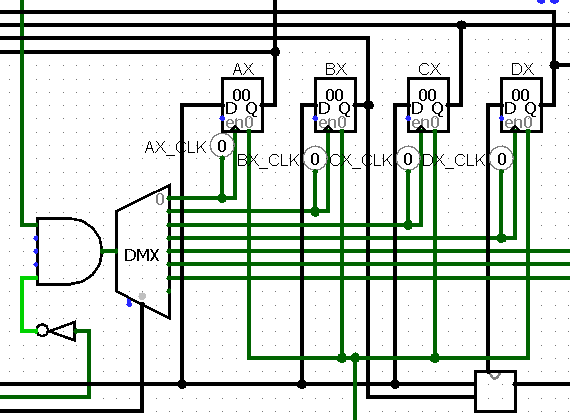 AX BX CX DX
00 00 00 00
D Q D Q D Q D Q
en0 en0 en0 en0
AX_CLK 0 BX_CLK 0 CX_CLK 0 DX_CLK 0
0
DMX